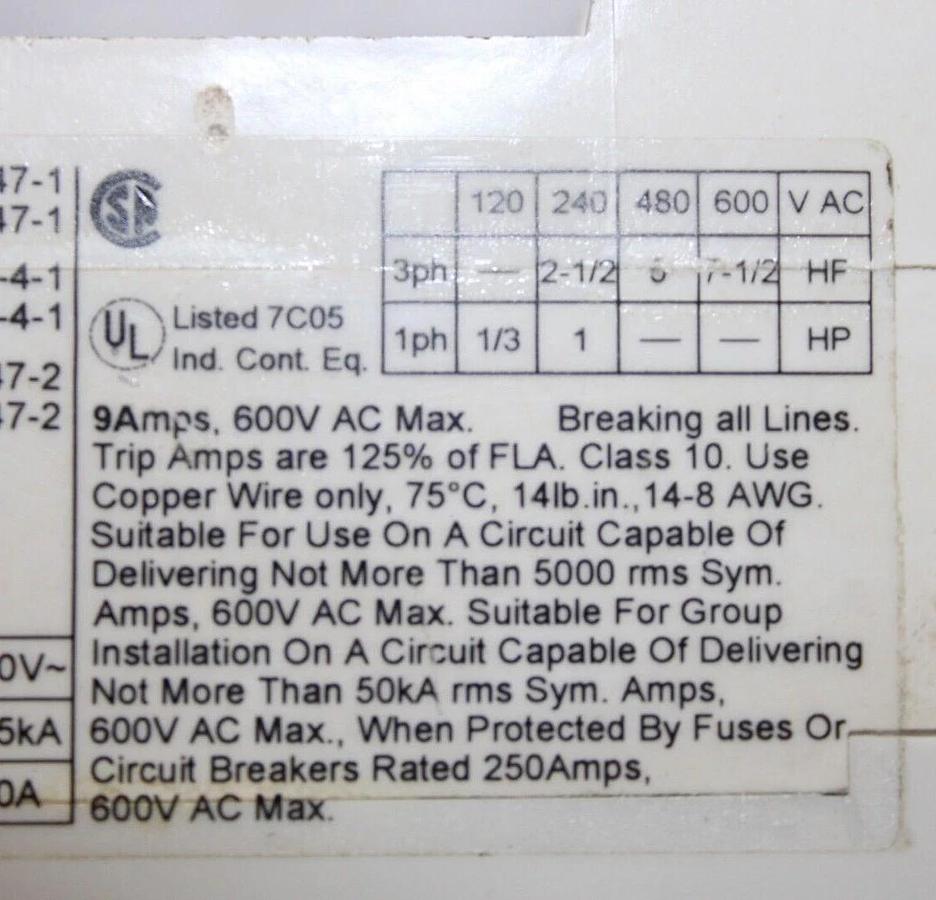 47-1
47-1
-4-1
-4-1
47-2
47-2
0V~
5kA
0A
CSA
UL Listed 7C05
Ind. Cont. Eq.
120 240 480 600 V AC
3ph — 2-1/2 5 7-1/2 HP
1ph 1/3 1 — — HP
9Amps, 600V AC Max. Breaking all Lines.
Trip Amps are 125% of FLA. Class 10. Use
Copper Wire only, 75°C, 14lb.in., 14-8 AWG.
Suitable For Use On A Circuit Capable Of
Delivering Not More Than 5000 rms Sym.
Amps, 600V AC Max. Suitable For Group
Installation On A Circuit Capable Of Delivering
Not More Than 50kA rms Sym. Amps,
600V AC Max., When Protected By Fuses Or
Circuit Breakers Rated 250Amps,
600V AC Max.